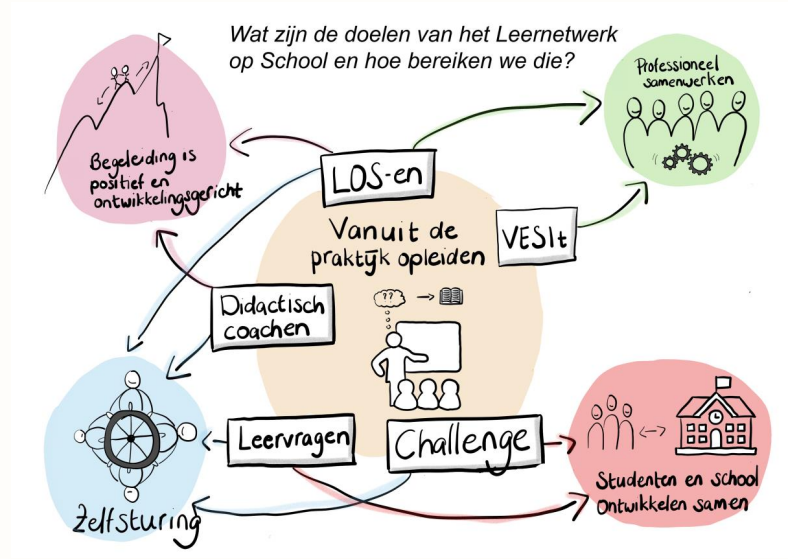 Wat zijn de doelen van het Leernetwerk
op School en hoe bereiken we die?
Professioneel
samenwerken
Begeleiding is
positief en
ontwikkelingsgericht
LOS-en
Vanuit de
praktijk opleiden
VESIt
??
Didactisch
coachen
Leervragen
Challenge
Studenten en school
Ontwikkelen samen
Zelfsturing